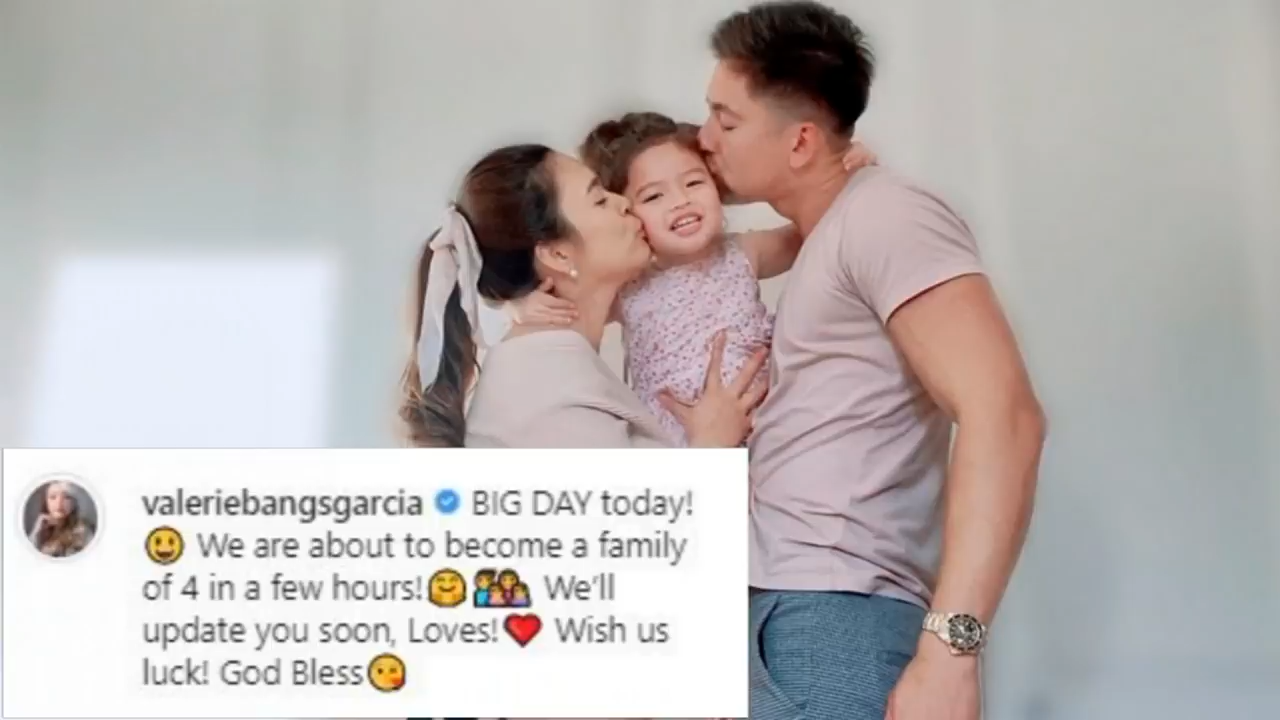 valeriebangsgarcia BIG DAY today!
😀 We are about to become a family
of 4 in a few hours!🤗👨‍👩‍👧‍👦 We'll
update you soon, Loves!❤️ Wish us
luck! God Bless😘